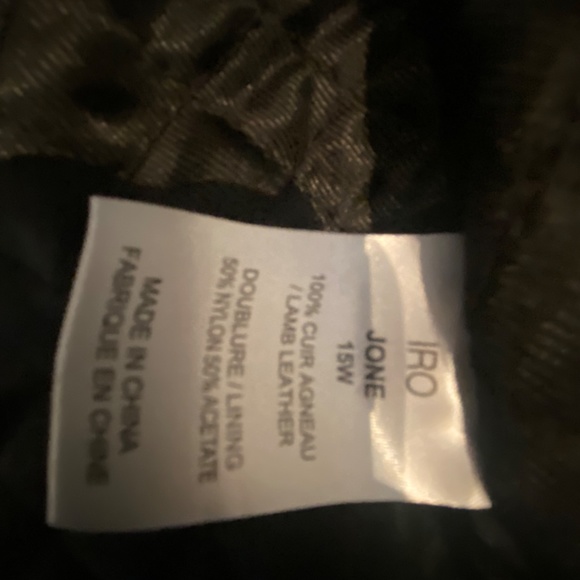 IRO
JONE
15W
100% CUIR AGNEAU
/ LAMB LEATHER
DOUBLURE / LINING
50% NYLON 50% ACETATE
MADE IN CHINA
FABRIQUE EN CHINE